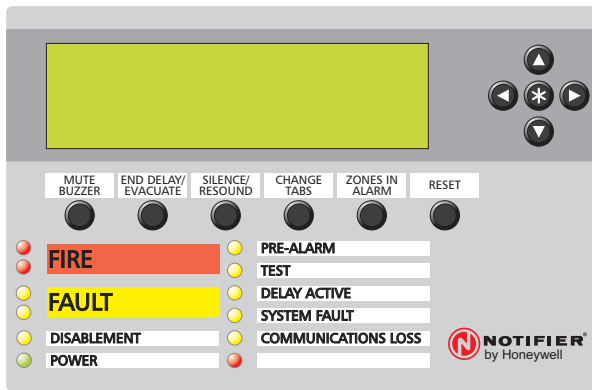 MUTE
BUZZER
END DELAY/
EVACUATE
SILENCE/
RESOUND
CHANGE
TABS
ZONES IN
ALARM
RESET
FIRE
FAULT
DISABLEMENT
POWER
PRE-ALARM
TEST
DELAY ACTIVE
SYSTEM FAULT
COMMUNICATIONS LOSS
N NOTIFIER®
by Honeywell